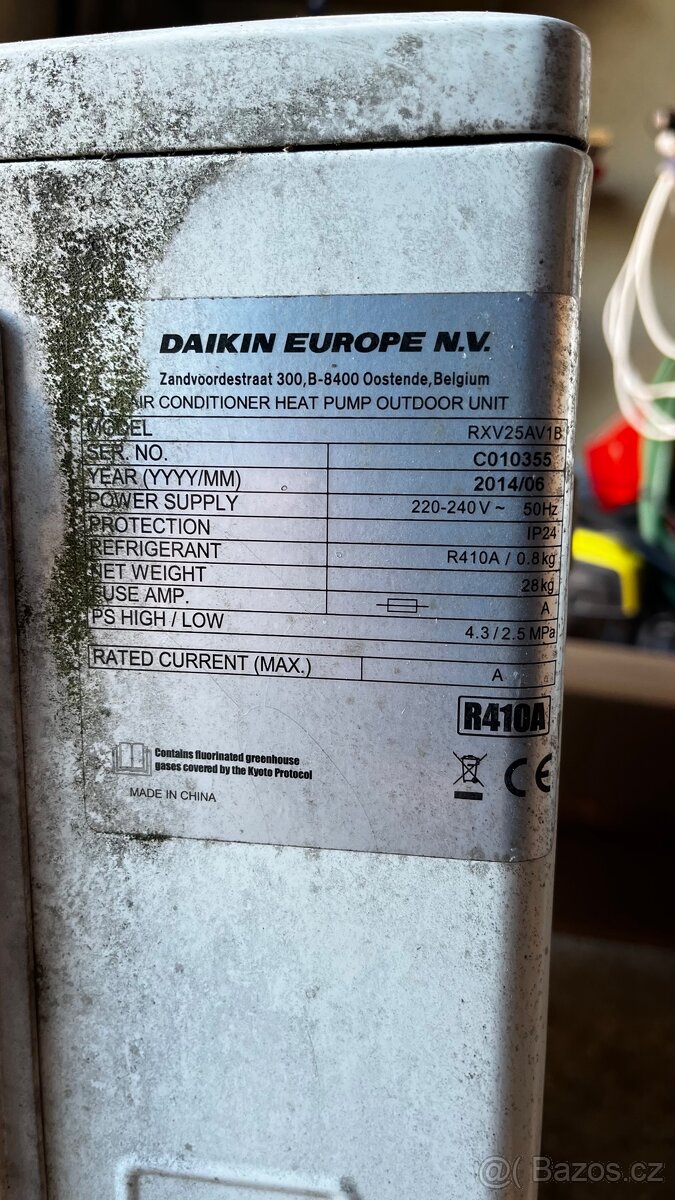 DAIKIN EUROPE N.V.
Zandvoordestraat 300,B-8400 Oostende,Belgium
AIR CONDITIONER HEAT PUMP OUTDOOR UNIT
MODEL RXV25AV1B
SER. NO. C010355
YEAR (YYYY/MM) 2014/06
POWER SUPPLY 220-240V ~ 50Hz
PROTECTION IP24
REFRIGERANT R410A / 0.8kg
NET WEIGHT 28kg
FUSE AMP. A
PS HIGH / LOW 4.3 / 2.5 MPa
RATED CURRENT (MAX.) A
R410A
Contains fluorinated greenhouse
gases covered by the Kyoto Protocol
CE
MADE IN CHINA
@( Bazos.cz